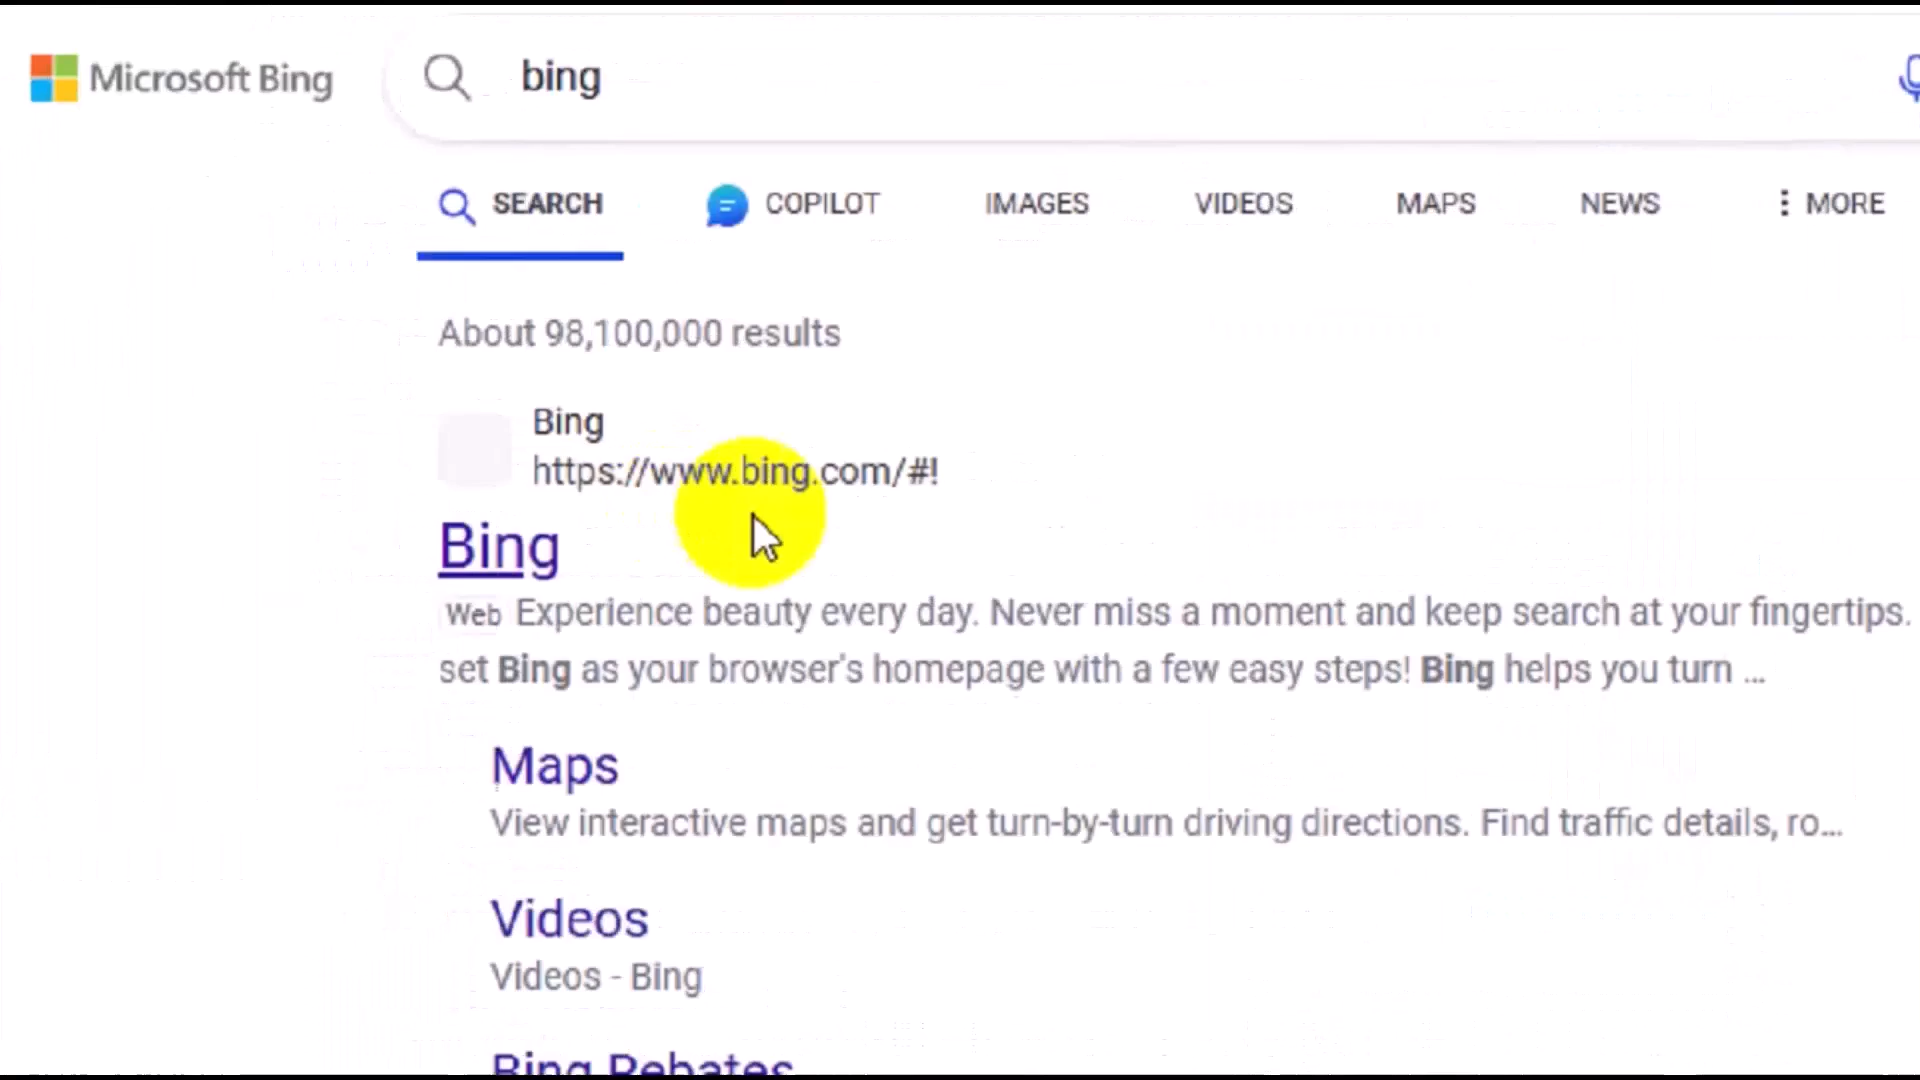 Microsoft Bing
bing
SEARCH COPILOT IMAGES VIDEOS MAPS NEWS MORE
About 98,100,000 results
Bing
https://www.bing.com/#!
Bing
Web Experience beauty every day. Never miss a moment and keep search at your fingertips.
set Bing as your browser's homepage with a few easy steps! Bing helps you turn ...
Maps
View interactive maps and get turn-by-turn driving directions. Find traffic details, ro...
Videos
Videos - Bing
Bing Rebates